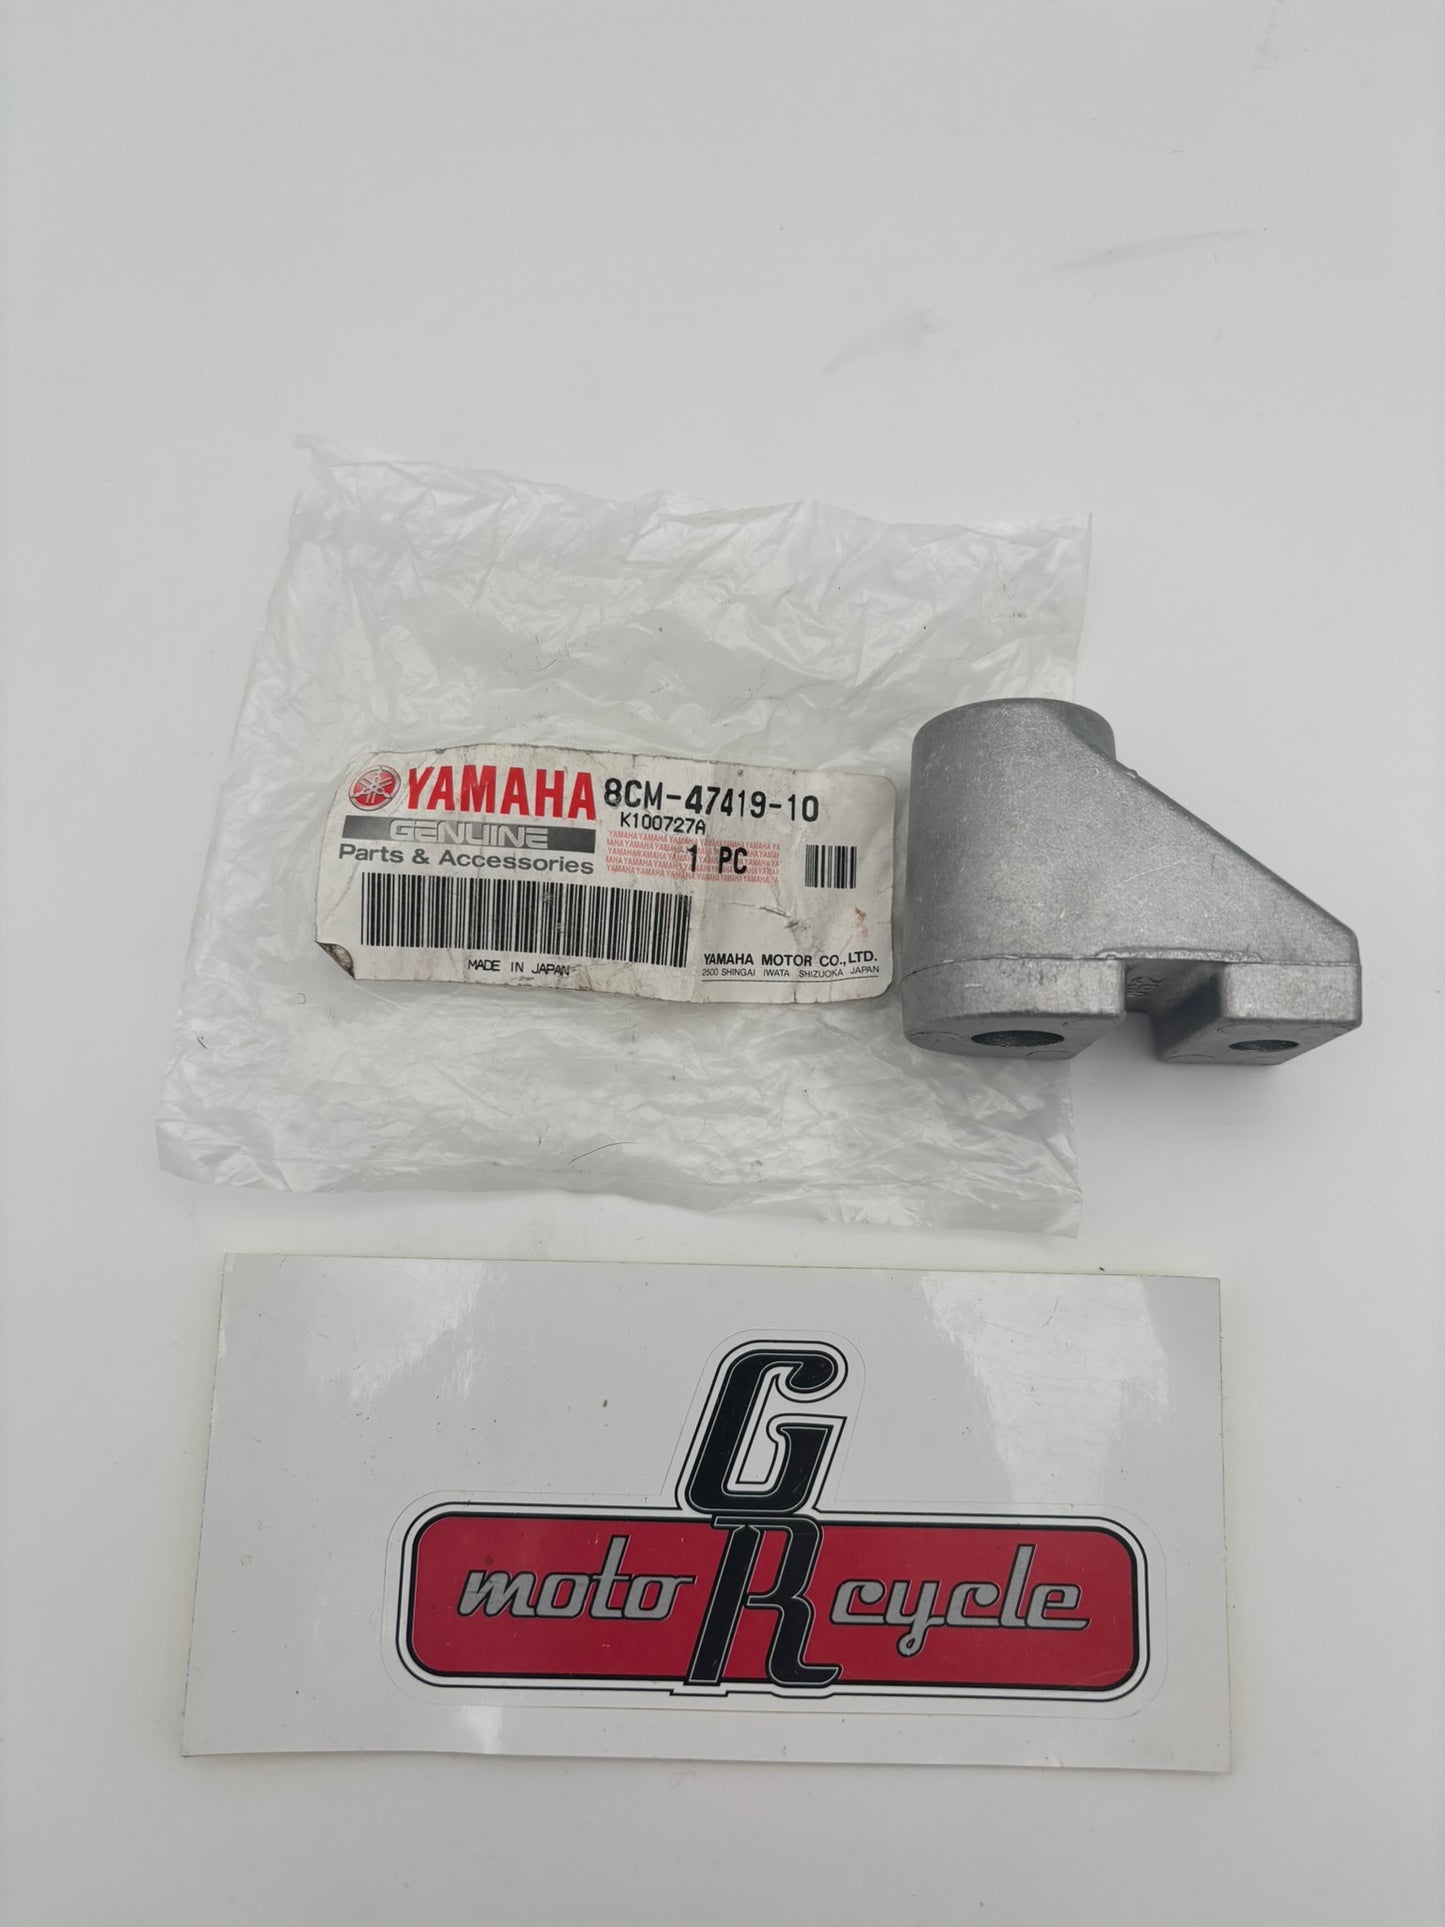 YAMAHA 8CM-47419-10
GENUINE K100727A
Parts & Accessories 1 PC
MADE IN JAPAN
YAMAHA MOTOR CO., LTD.
2500 SHINGAI IWATA SHIZUOKA JAPAN
G
moto R cycle